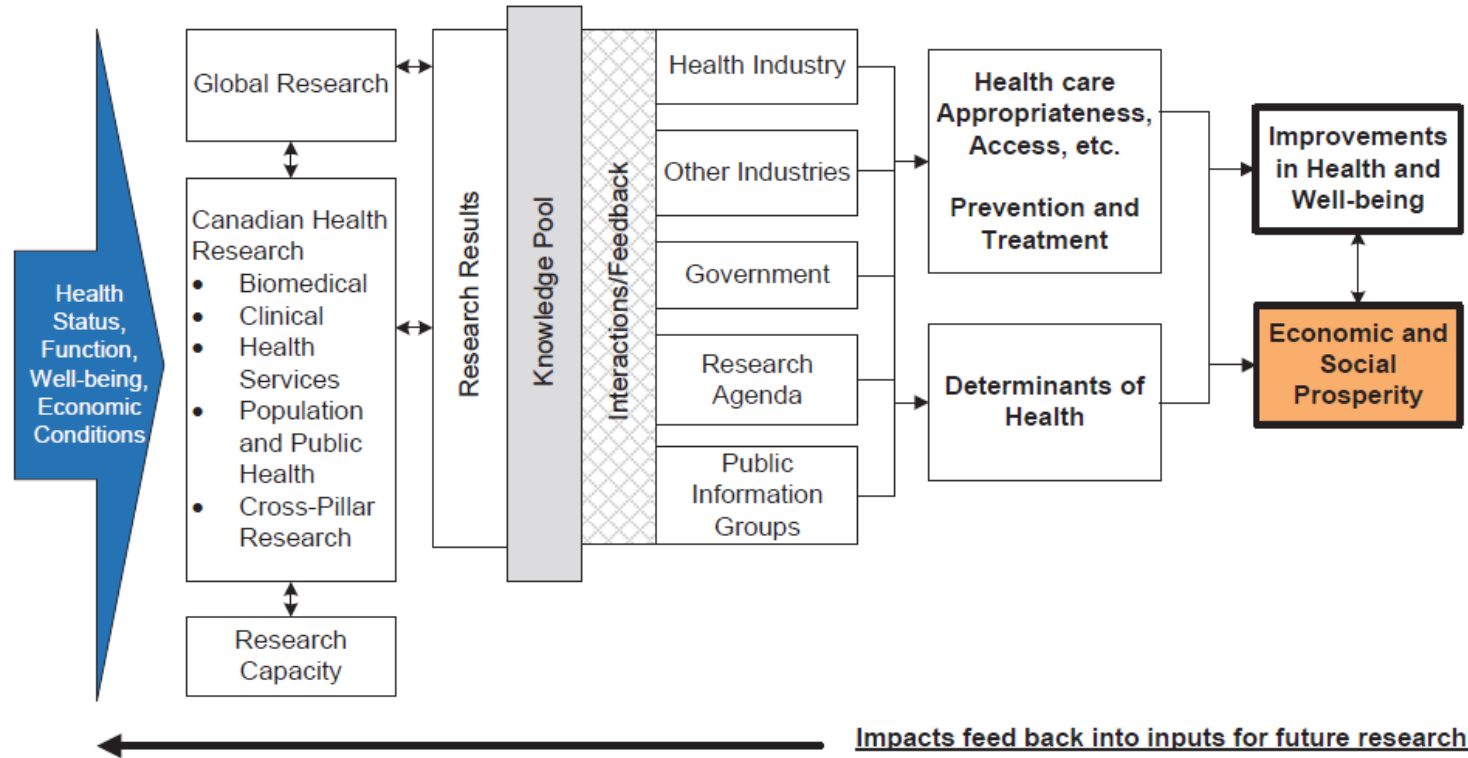 Health
Status,
Function,
Well-being,
Economic
Conditions
Global Research
Canadian Health
Research
• Biomedical
• Clinical
• Health
Services
• Population
and Public
Health
• Cross-Pillar
Research
Research
Capacity
Research Results
Knowledge Pool
Interactions/Feedback
Health Industry
Other Industries
Government
Research
Agenda
Public
Information
Groups
Health care
Appropriateness,
Access, etc.
Prevention and
Treatment
Determinants of
Health
Improvements
in Health and
Well-being
Economic and
Social
Prosperity
Impacts feed back into inputs for future research